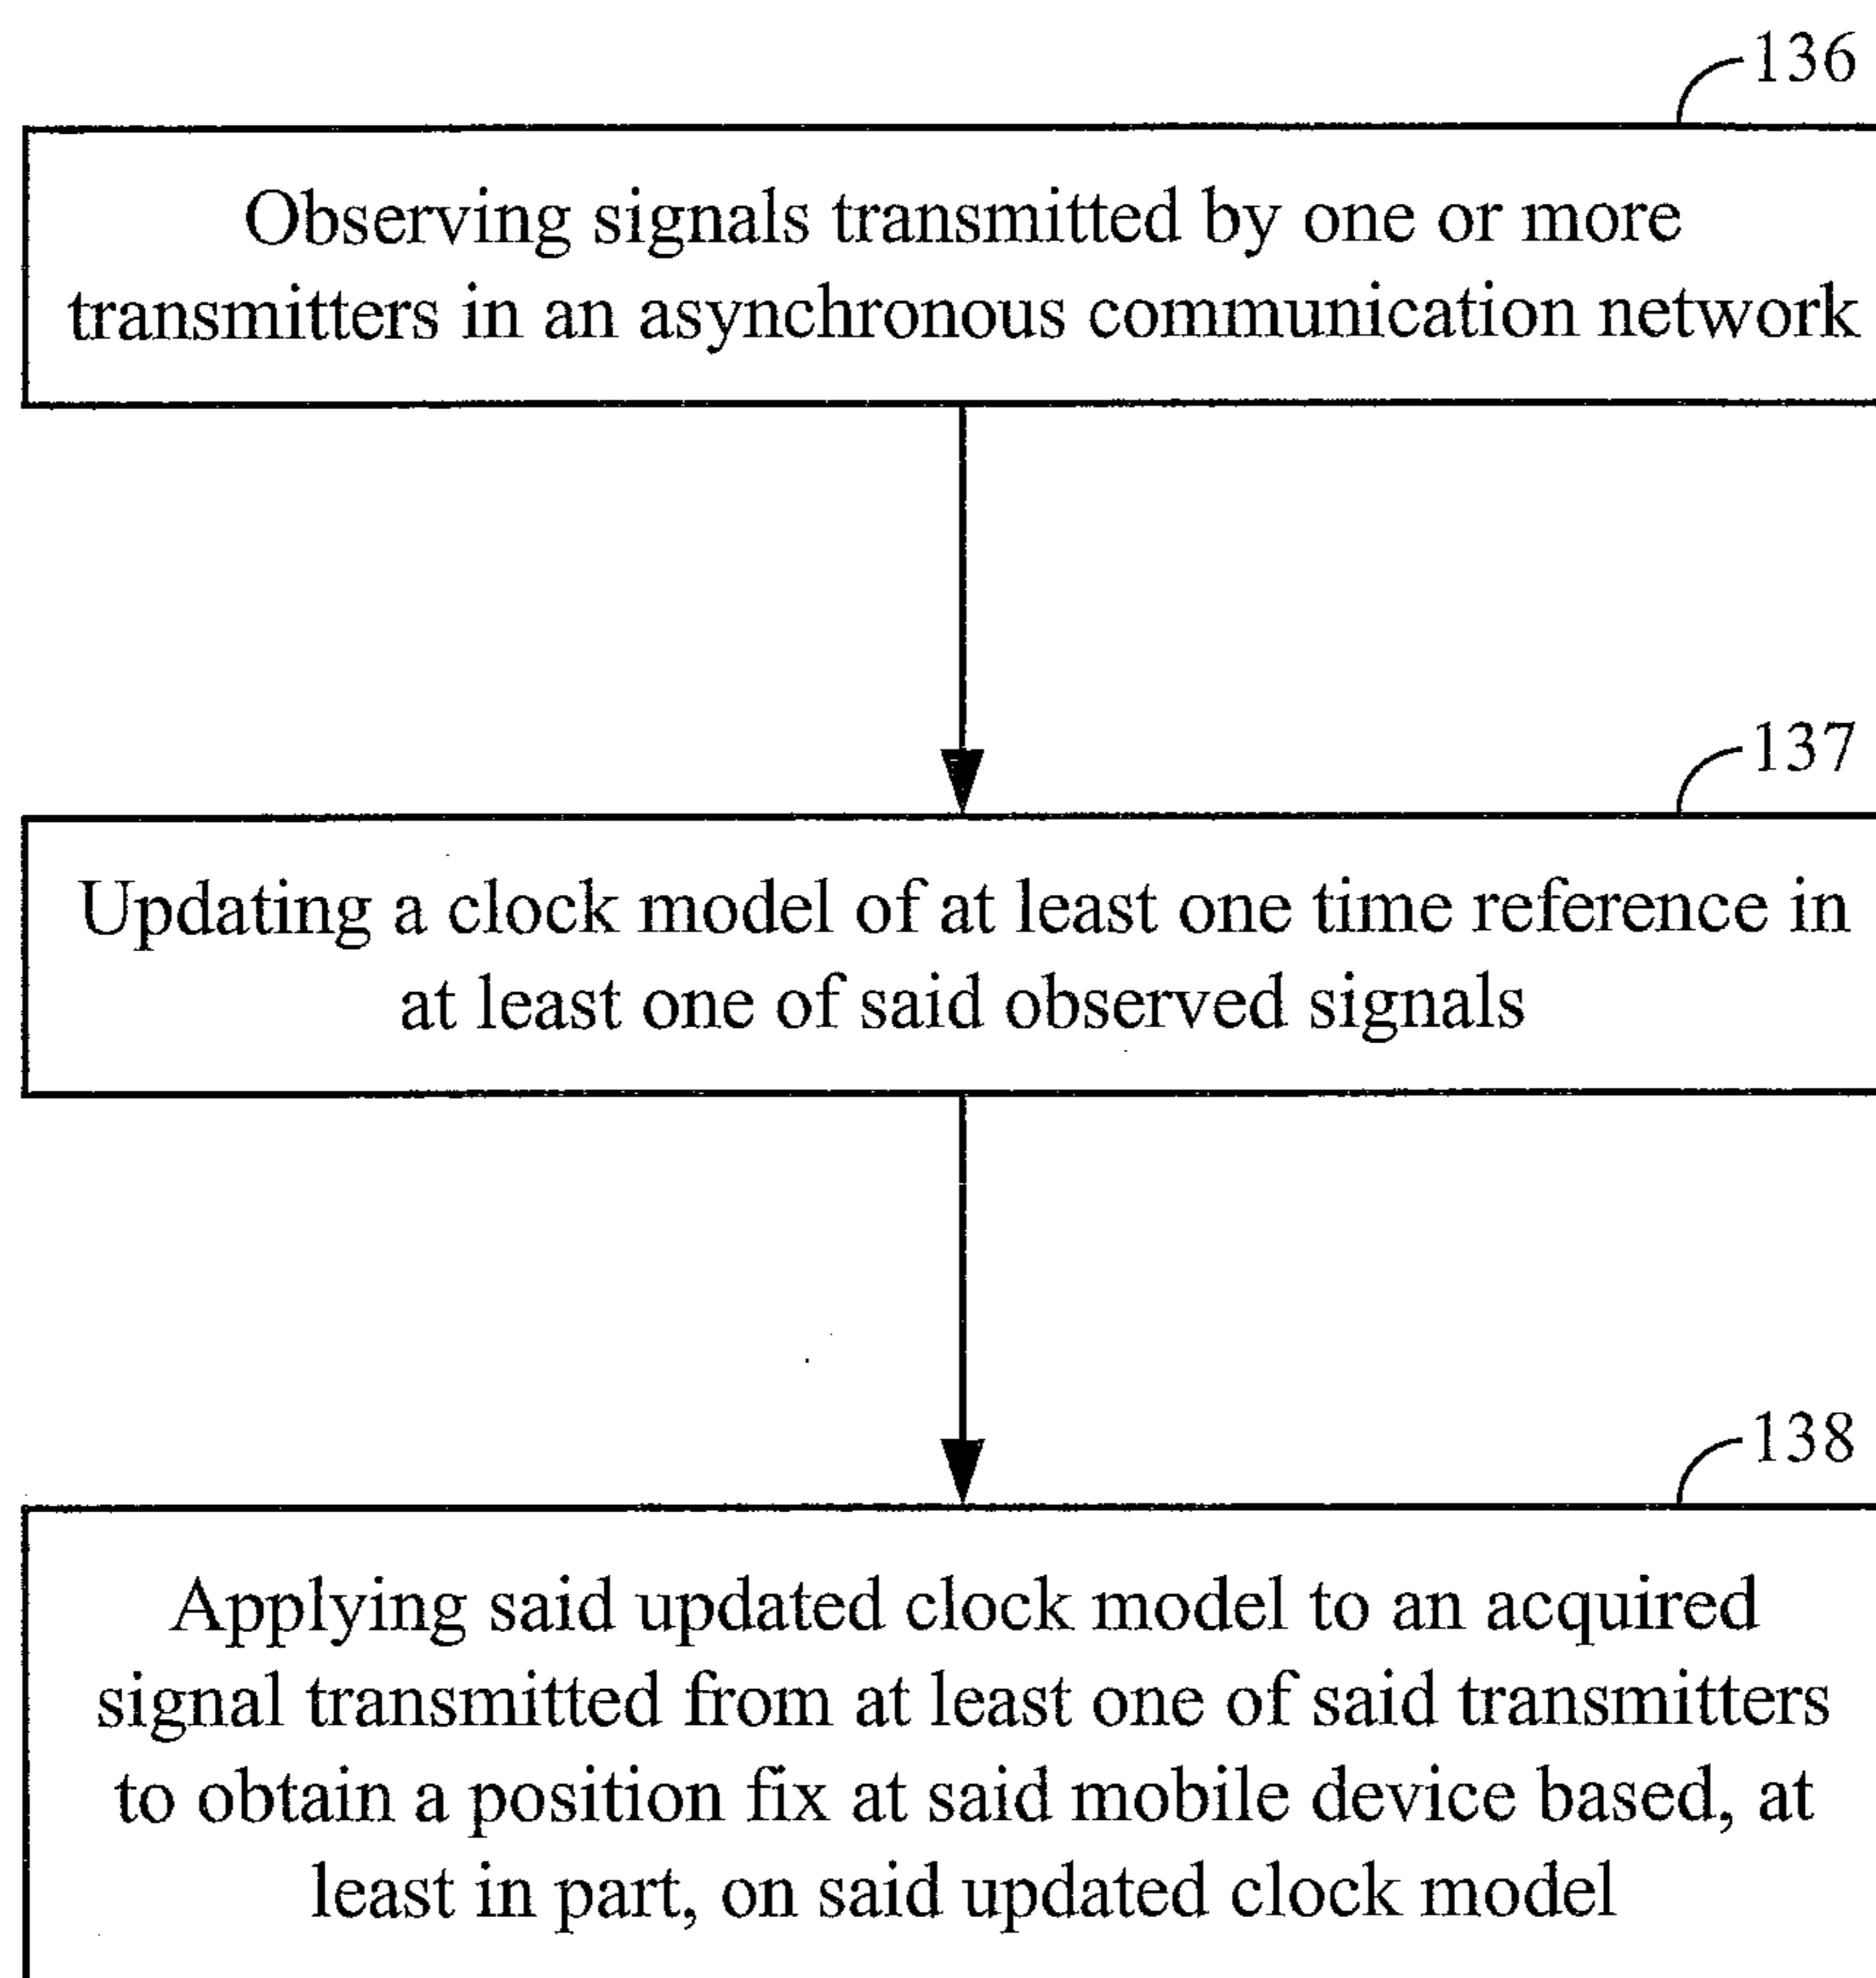 136
Observing signals transmitted by one or more
transmitters in an asynchronous communication network
137
Updating a clock model of at least one time reference in
at least one of said observed signals
138
Applying said updated clock model to an acquired
signal transmitted from at least one of said transmitters
to obtain a position fix at said mobile device based, at
least in part, on said updated clock model